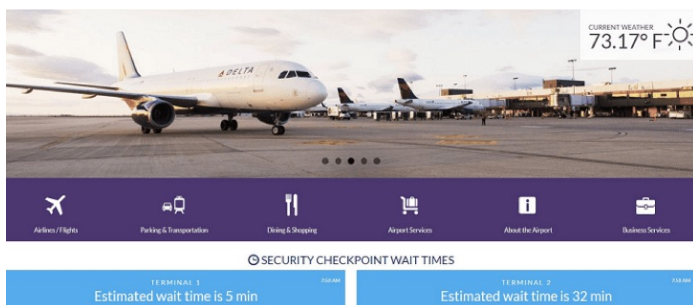 CURRENT WEATHER
73.17° F
DELTA
Airlines / Flights
Parking & Transportation
Dining & Shopping
Airport Services
About the Airport
Business Services
SECURITY CHECKPOINT WAIT TIMES
TERMINAL 1
Estimated wait time is 5 min
TERMINAL 2
Estimated wait time is 32 min